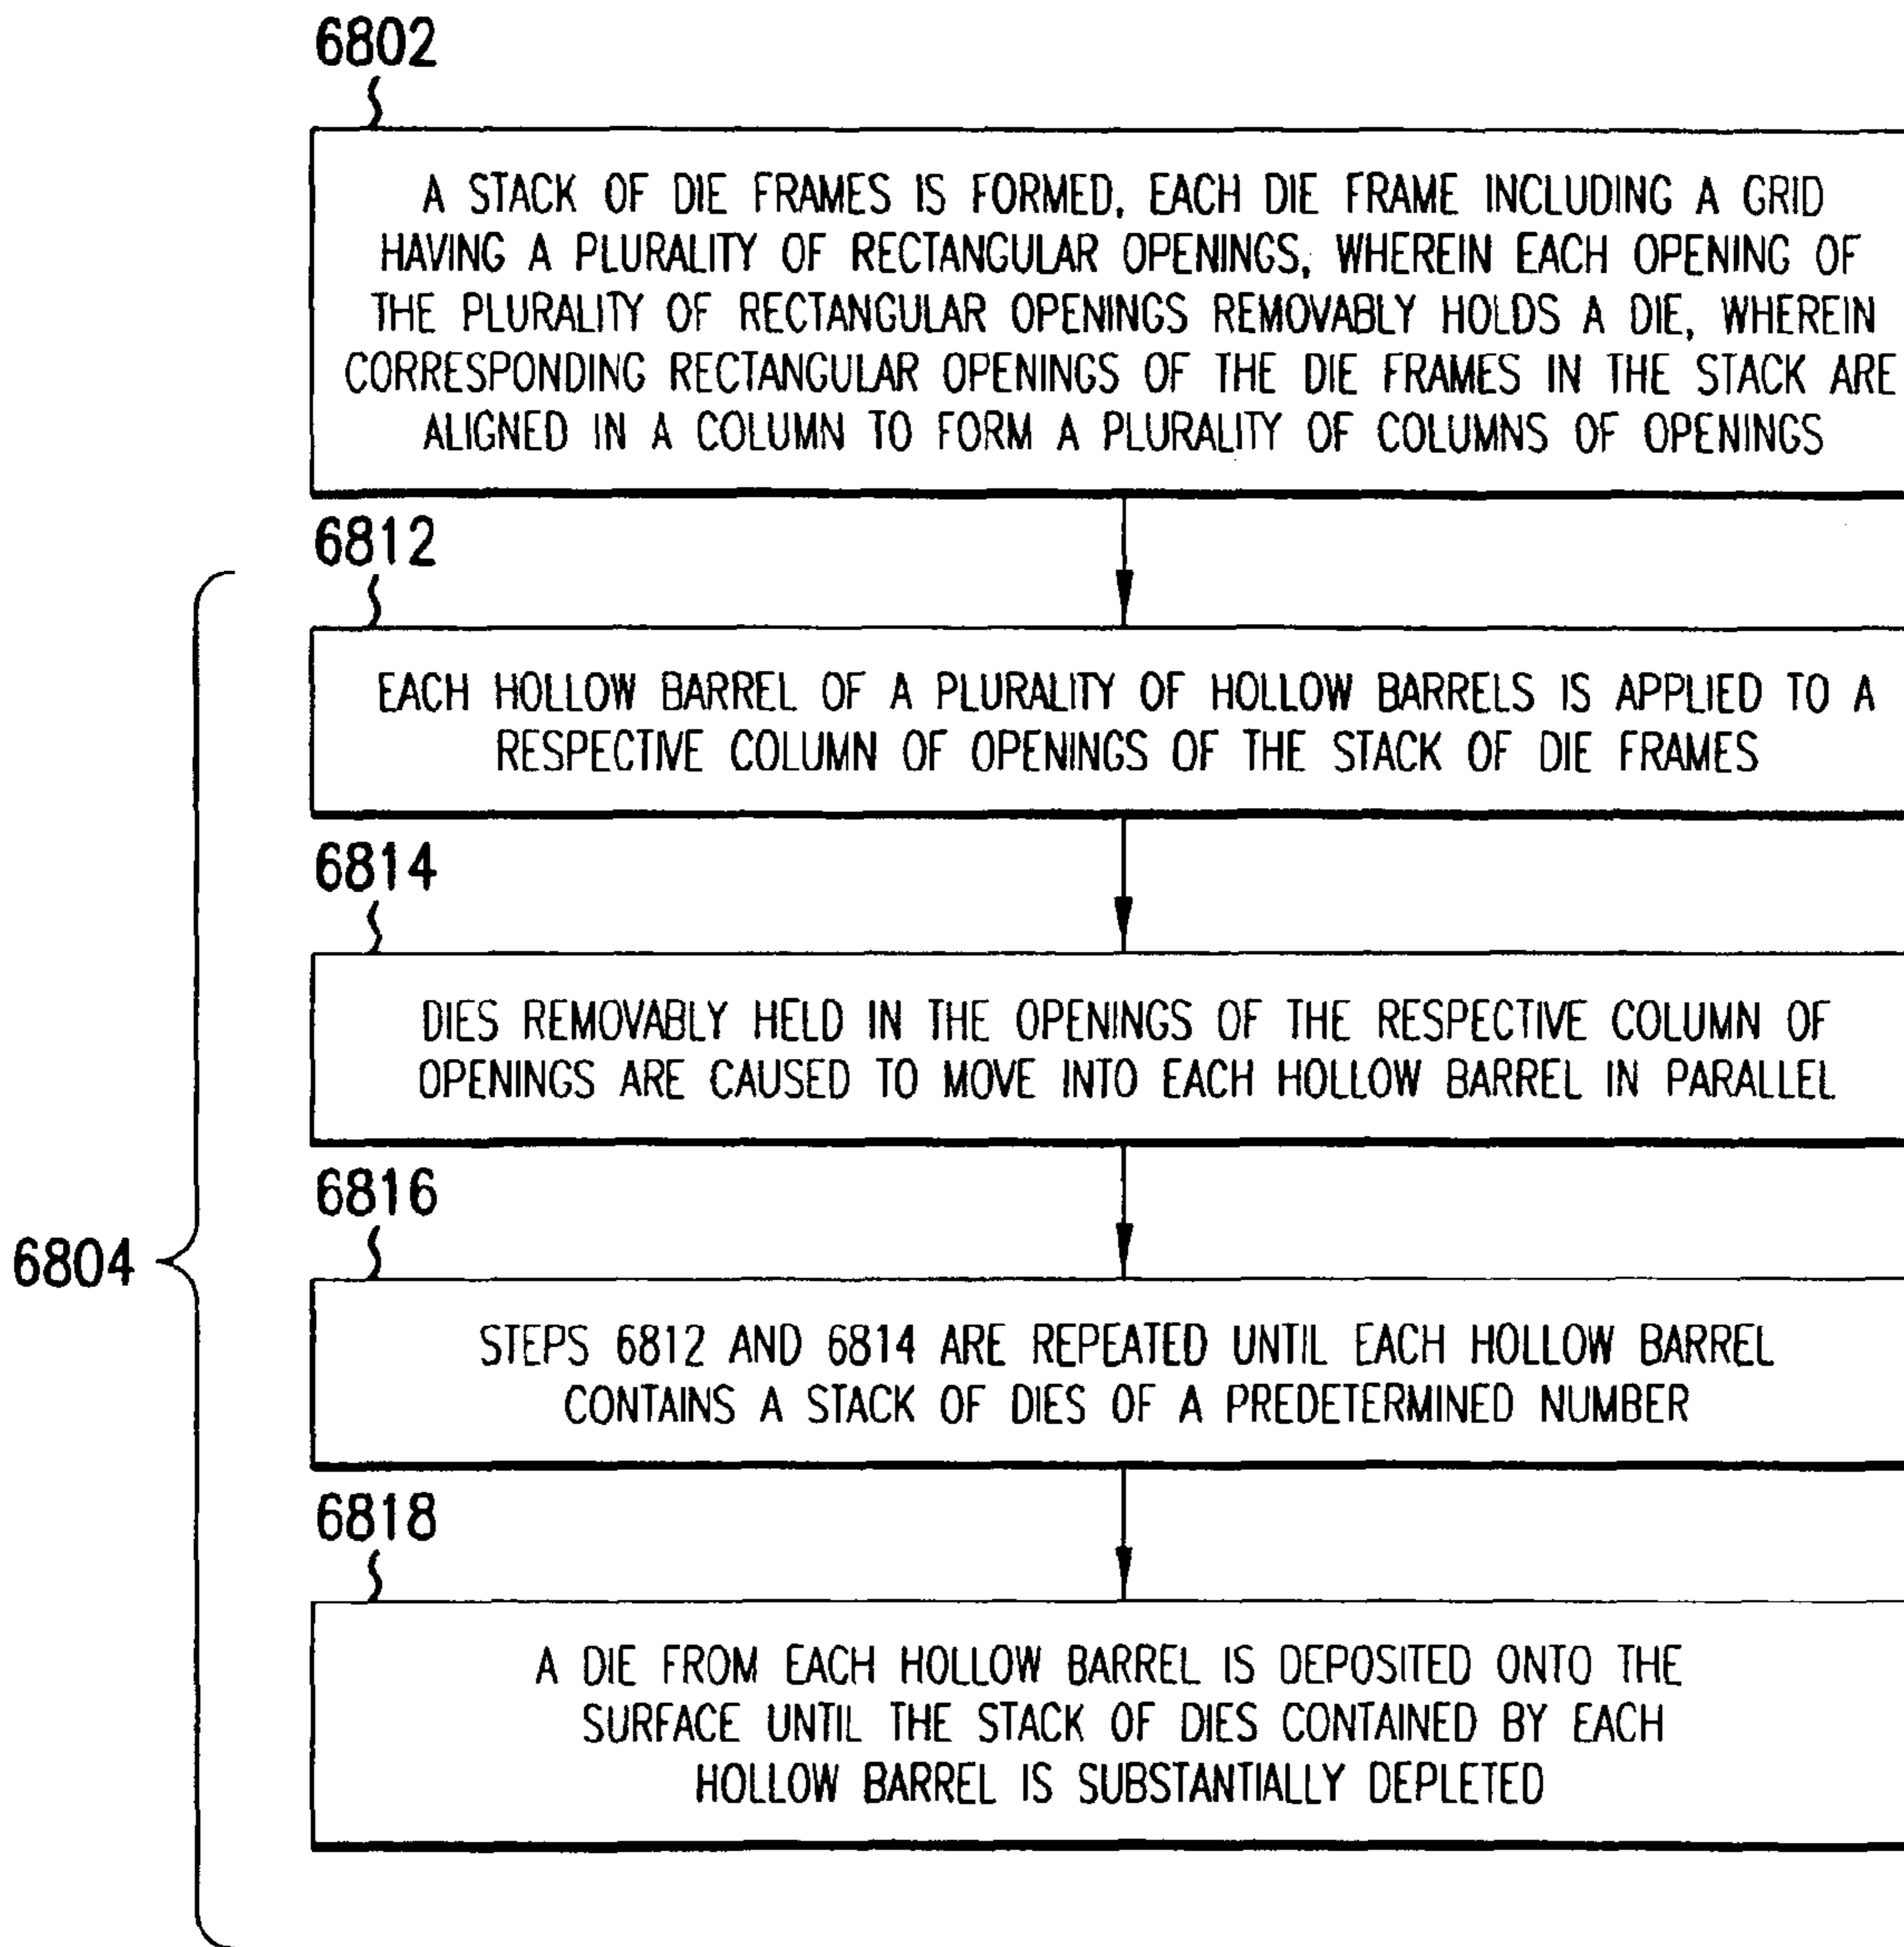 6802
A STACK OF DIE FRAMES IS FORMED, EACH DIE FRAME INCLUDING A GRID
HAVING A PLURALITY OF RECTANGULAR OPENINGS, WHEREIN EACH OPENING OF
THE PLURALITY OF RECTANGULAR OPENINGS REMOVABLY HOLDS A DIE, WHEREIN
CORRESPONDING RECTANGULAR OPENINGS OF THE DIE FRAMES IN THE STACK ARE
ALIGNED IN A COLUMN TO FORM A PLURALITY OF COLUMNS OF OPENINGS
6812
EACH HOLLOW BARREL OF A PLURALITY OF HOLLOW BARRELS IS APPLIED TO A
RESPECTIVE COLUMN OF OPENINGS OF THE STACK OF DIE FRAMES
6814
DIES REMOVABLY HELD IN THE OPENINGS OF THE RESPECTIVE COLUMN OF
OPENINGS ARE CAUSED TO MOVE INTO EACH HOLLOW BARREL IN PARALLEL
6816
6804
STEPS 6812 AND 6814 ARE REPEATED UNTIL EACH HOLLOW BARREL
CONTAINS A STACK OF DIES OF A PREDETERMINED NUMBER
6818
A DIE FROM EACH HOLLOW BARREL IS DEPOSITED ONTO THE
SURFACE UNTIL THE STACK OF DIES CONTAINED BY EACH
HOLLOW BARREL IS SUBSTANTIALLY DEPLETED